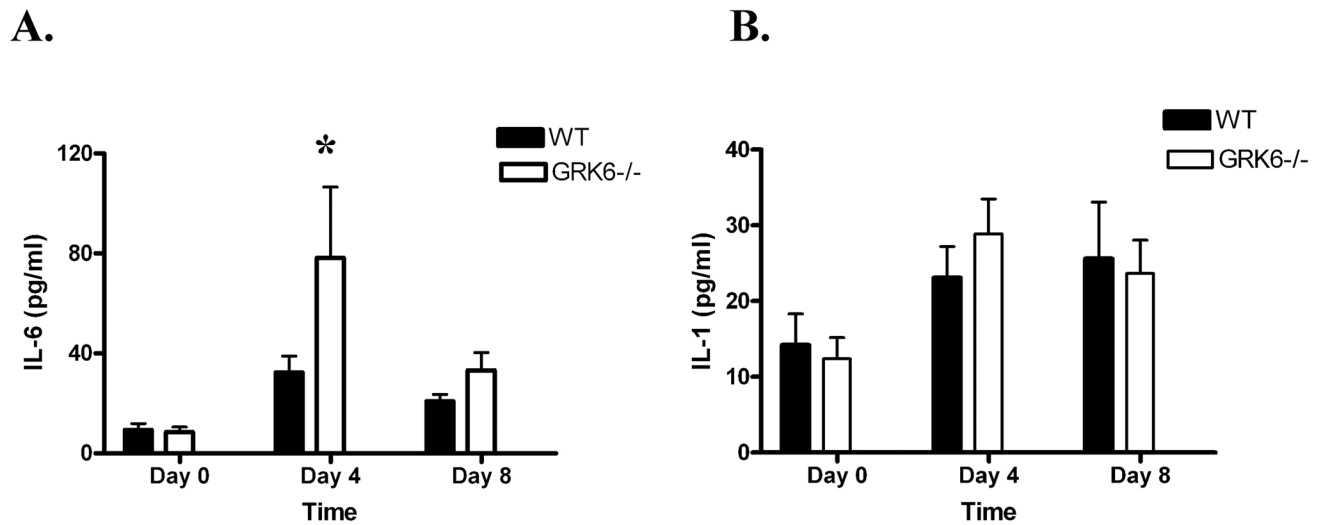 A.
WT
GRK6-/-
*
120
80
40
0
IL-6 (pg/ml)
Day 0
Day 4
Day 8
Time
B.
WT
GRK6-/-
40
30
20
10
0
IL-1 (pg/ml)
Day 0
Day 4
Day 8
Time